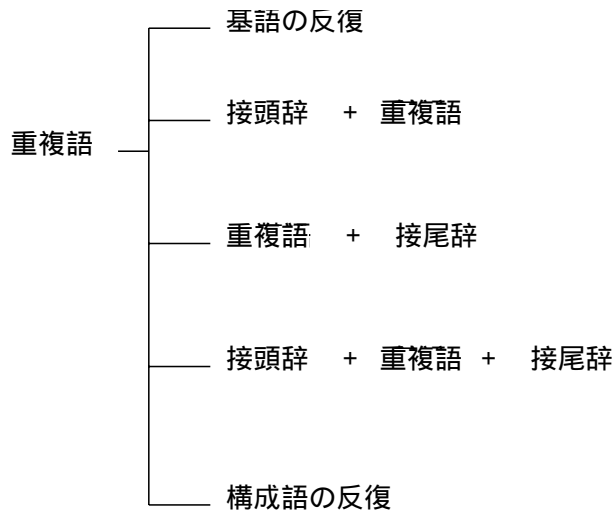 基語の反復
接頭辞 + 重複語
重複語
重複語 + 接尾辞
接頭辞 + 重複語 + 接尾辞
構成語の反復